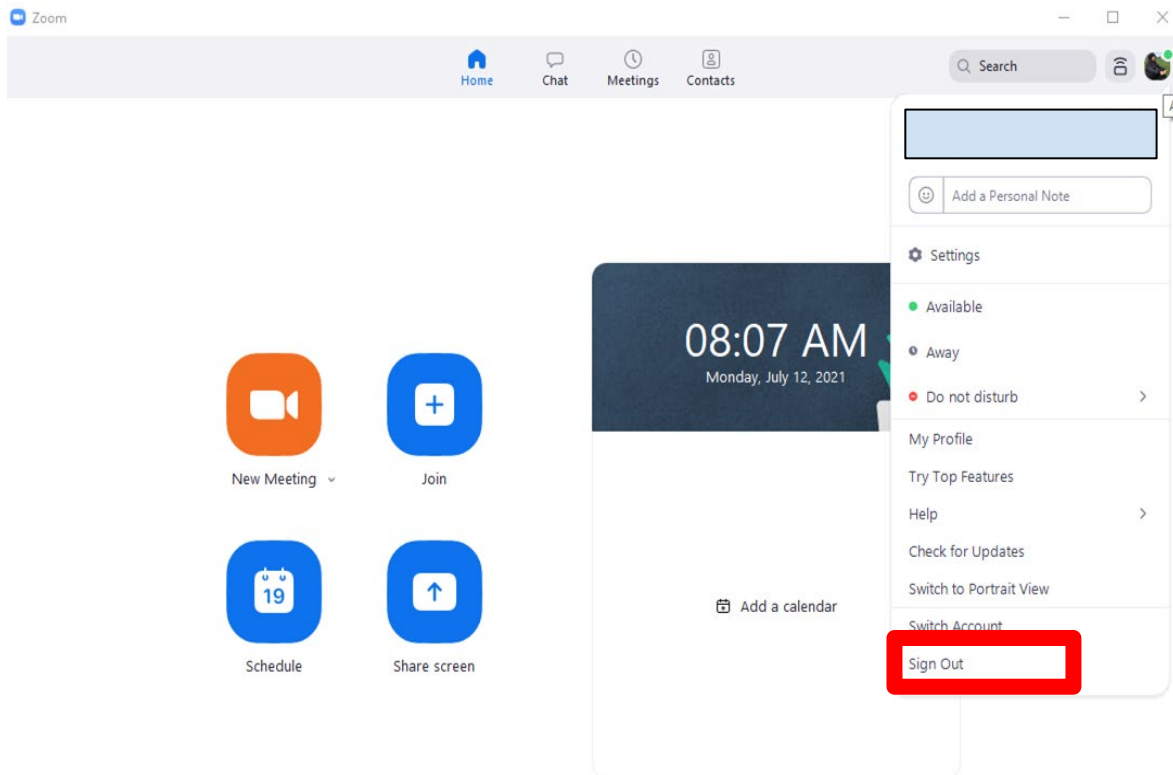 Zoom
Home
Chat
Meetings
Contacts
Search
Add a Personal Note
Settings
Available
Away
Do not disturb
My Profile
Try Top Features
Help
Check for Updates
Switch to Portrait View
Switch Account
Sign Out
08:07 AM
Monday, July 12, 2021
New Meeting
Join
19
Schedule
Share screen
Add a calendar